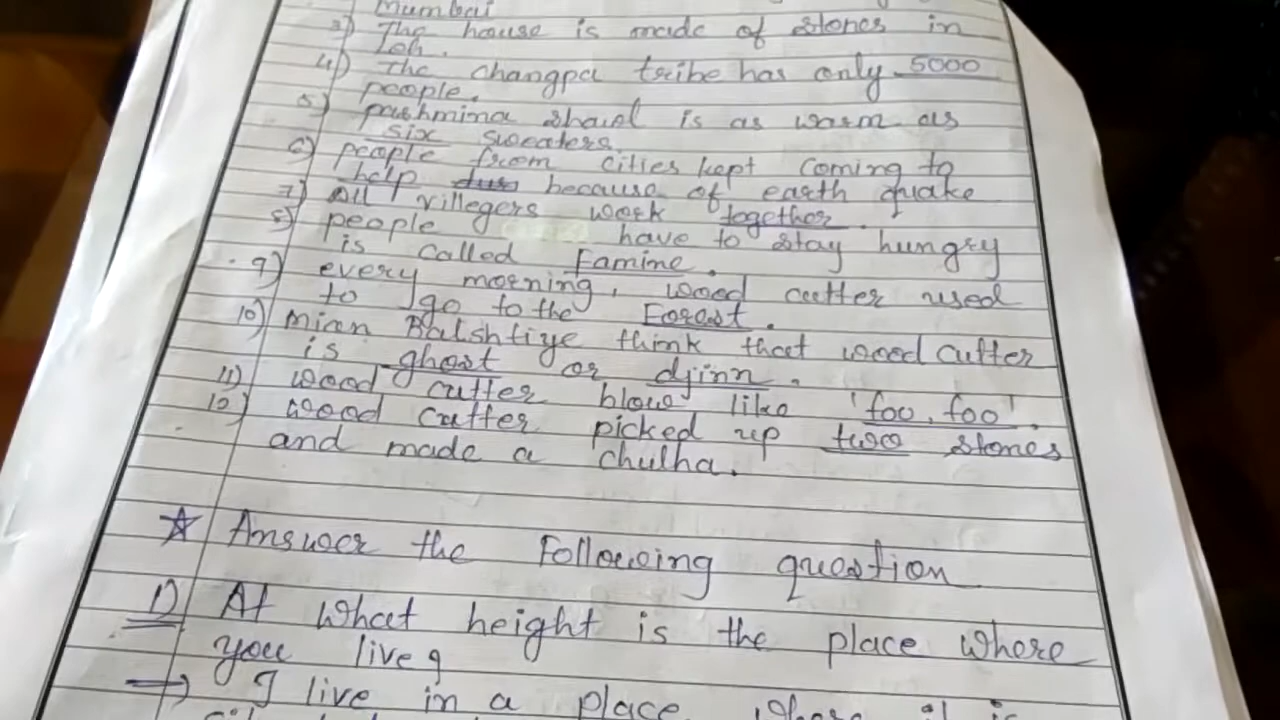 Mumbai
3) The house is made of stones in
Leh.
4) The changpa tribe has only 5000
people.
5) pashmina shawl is as warm as
six sweaters.
6) people from cities kept coming to
help because of earth quake
7) All villegers work together.
8) people have to stay hungry
is called Famine.
9) every morning, wood cutter used
to go to the Forest.
10) mian Balishtiye think that wood cutter
is ghost or djinn.
11) wood cutter blow like 'foo, foo'.
12) wood cutter picked up two stones
and made a chulha.
☆ Answer the Following question
1) At What height is the place where
you live?
→ I live in a place where it is